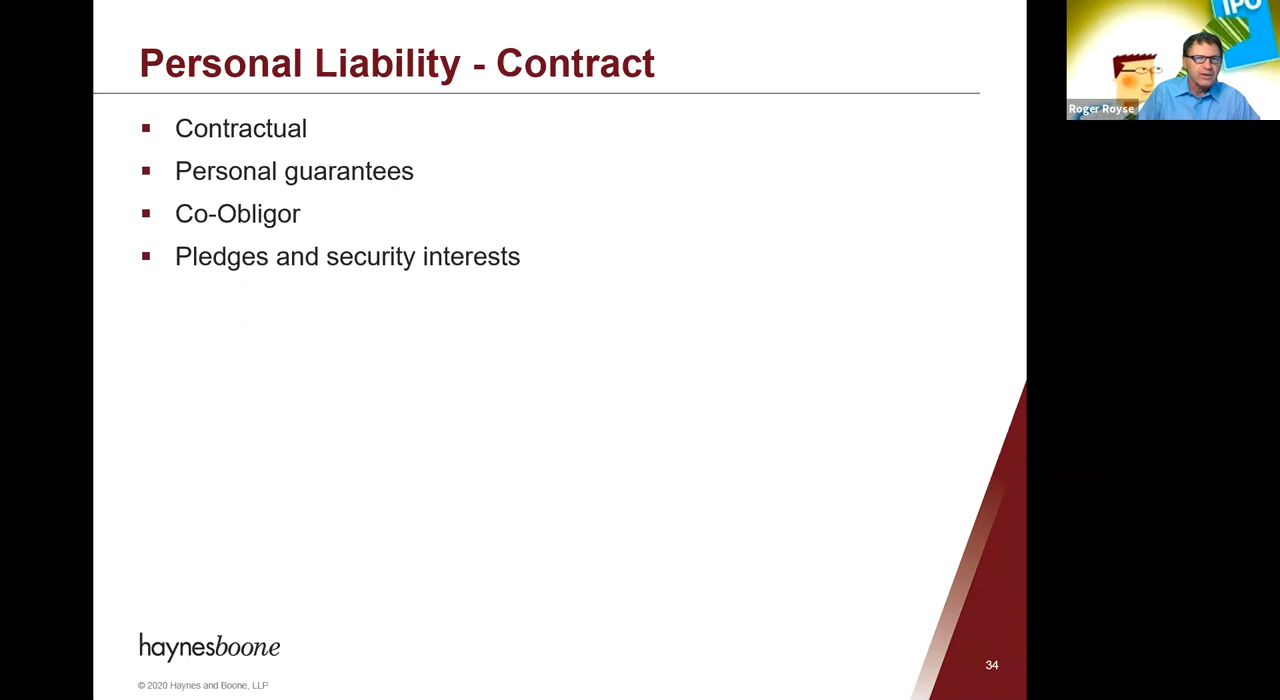 Personal Liability - Contract
Contractual
Personal guarantees
Co-Obligor
Pledges and security interests
haynesboone
© 2020 Haynes and Boone, LLP
34
IPO
Roger Royse